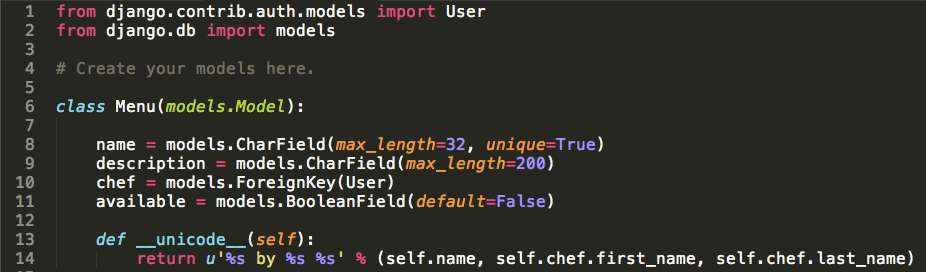 1 from django.contrib.auth.models import User
2 from django.db import models
3
4 # Create your models here.
5
6 class Menu(models.Model):
7
8     name = models.CharField(max_length=32, unique=True)
9     description = models.CharField(max_length=200)
10     chef = models.ForeignKey(User)
11     available = models.BooleanField(default=False)
12
13     def __unicode__(self):
14         return u'%s by %s %s' % (self.name, self.chef.first_name, self.chef.last_name)